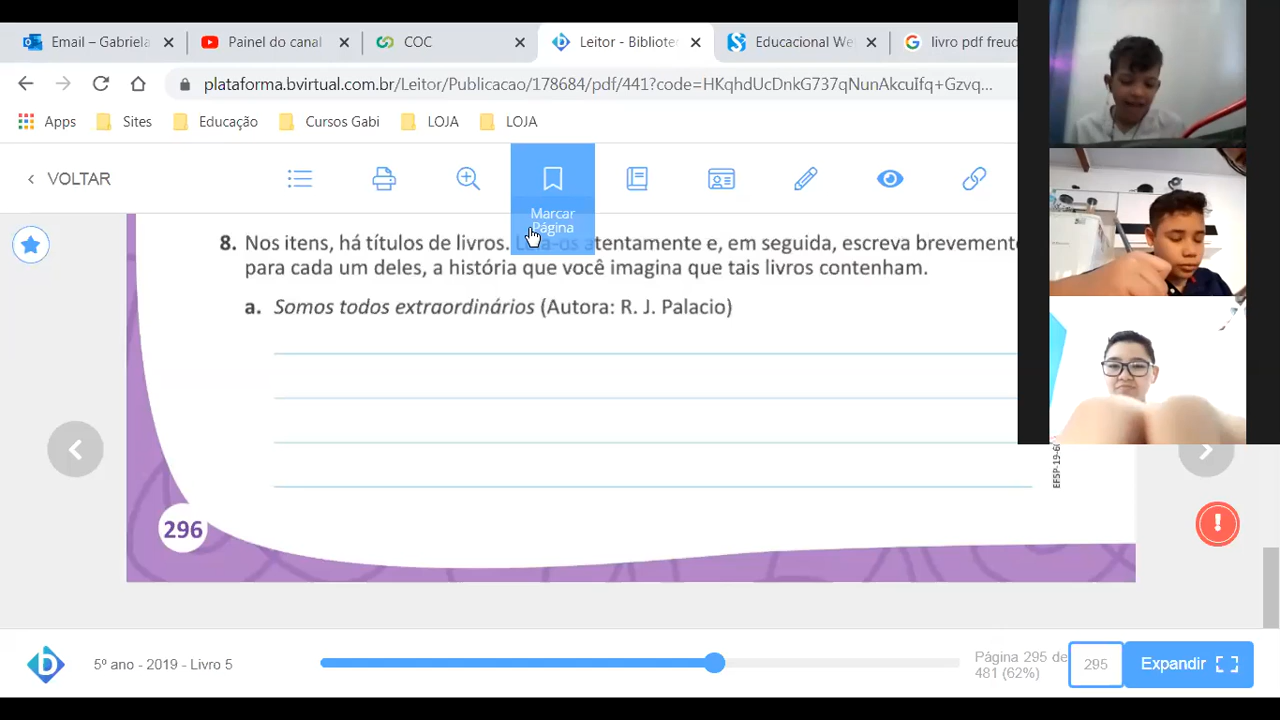 Email – Gabriela
Painel do canal
COC
Leitor - Bibliote
Educacional We
livro pdf freud
plataforma.bvirtual.com.br/Leitor/Publicacao/178684/pdf/441?code=HKqhdUcDnkG737qNunAkcuIfq+Gzvq...
Apps
Sites
Educação
Cursos Gabi
LOJA
LOJA
VOLTAR
Marcar
Página
8. Nos itens, há títulos de livros. Leia-os atentamente e, em seguida, escreva brevemente
para cada um deles, a história que você imagina que tais livros contenham.
a. Somos todos extraordinários (Autora: R. J. Palacio)
296
5º ano - 2019 - Livro 5
Página 295 de
481 (62%)
295
Expandir